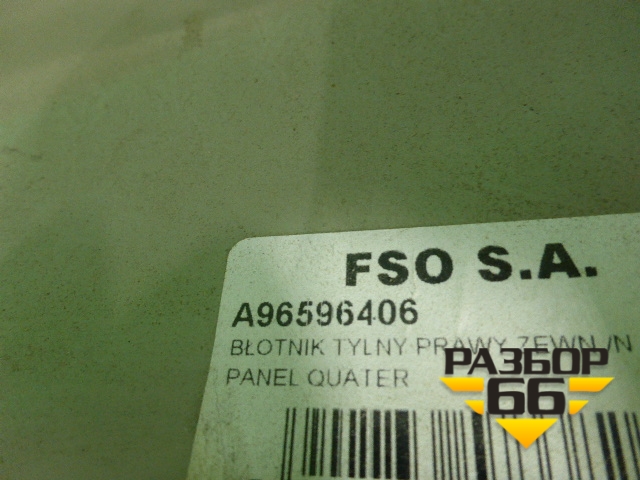 FSO S.A.
A96596406
BŁOTNIK TYLNY PRAWY ZEWN./N
PANEL QUATER
РАЗБОР
66